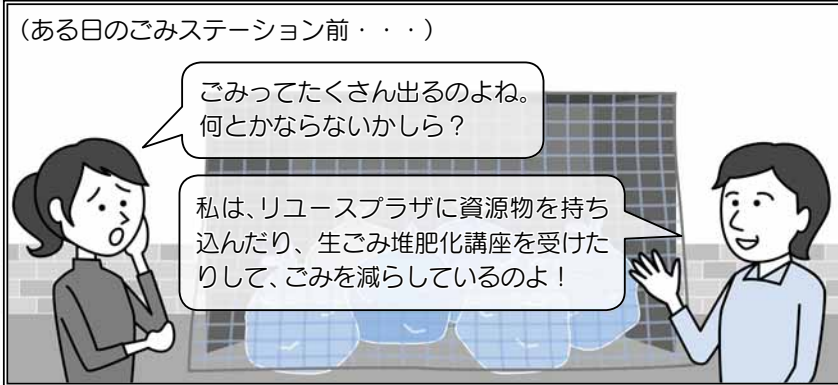 （ある日のごみステーション前・・・）
ごみってたくさん出るのよね。
何とかならないかしら？
私は、リユースプラザに資源物を持ち
込んだり、生ごみ堆肥化講座を受けた
りして、ごみを減らしているのよ！